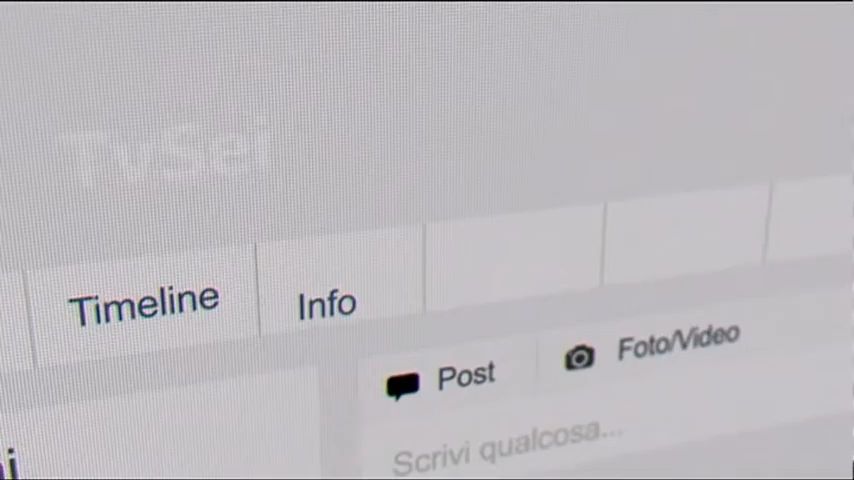 TvSei
Timeline
Info
Post
Foto/Video
Scrivi qualcosa...